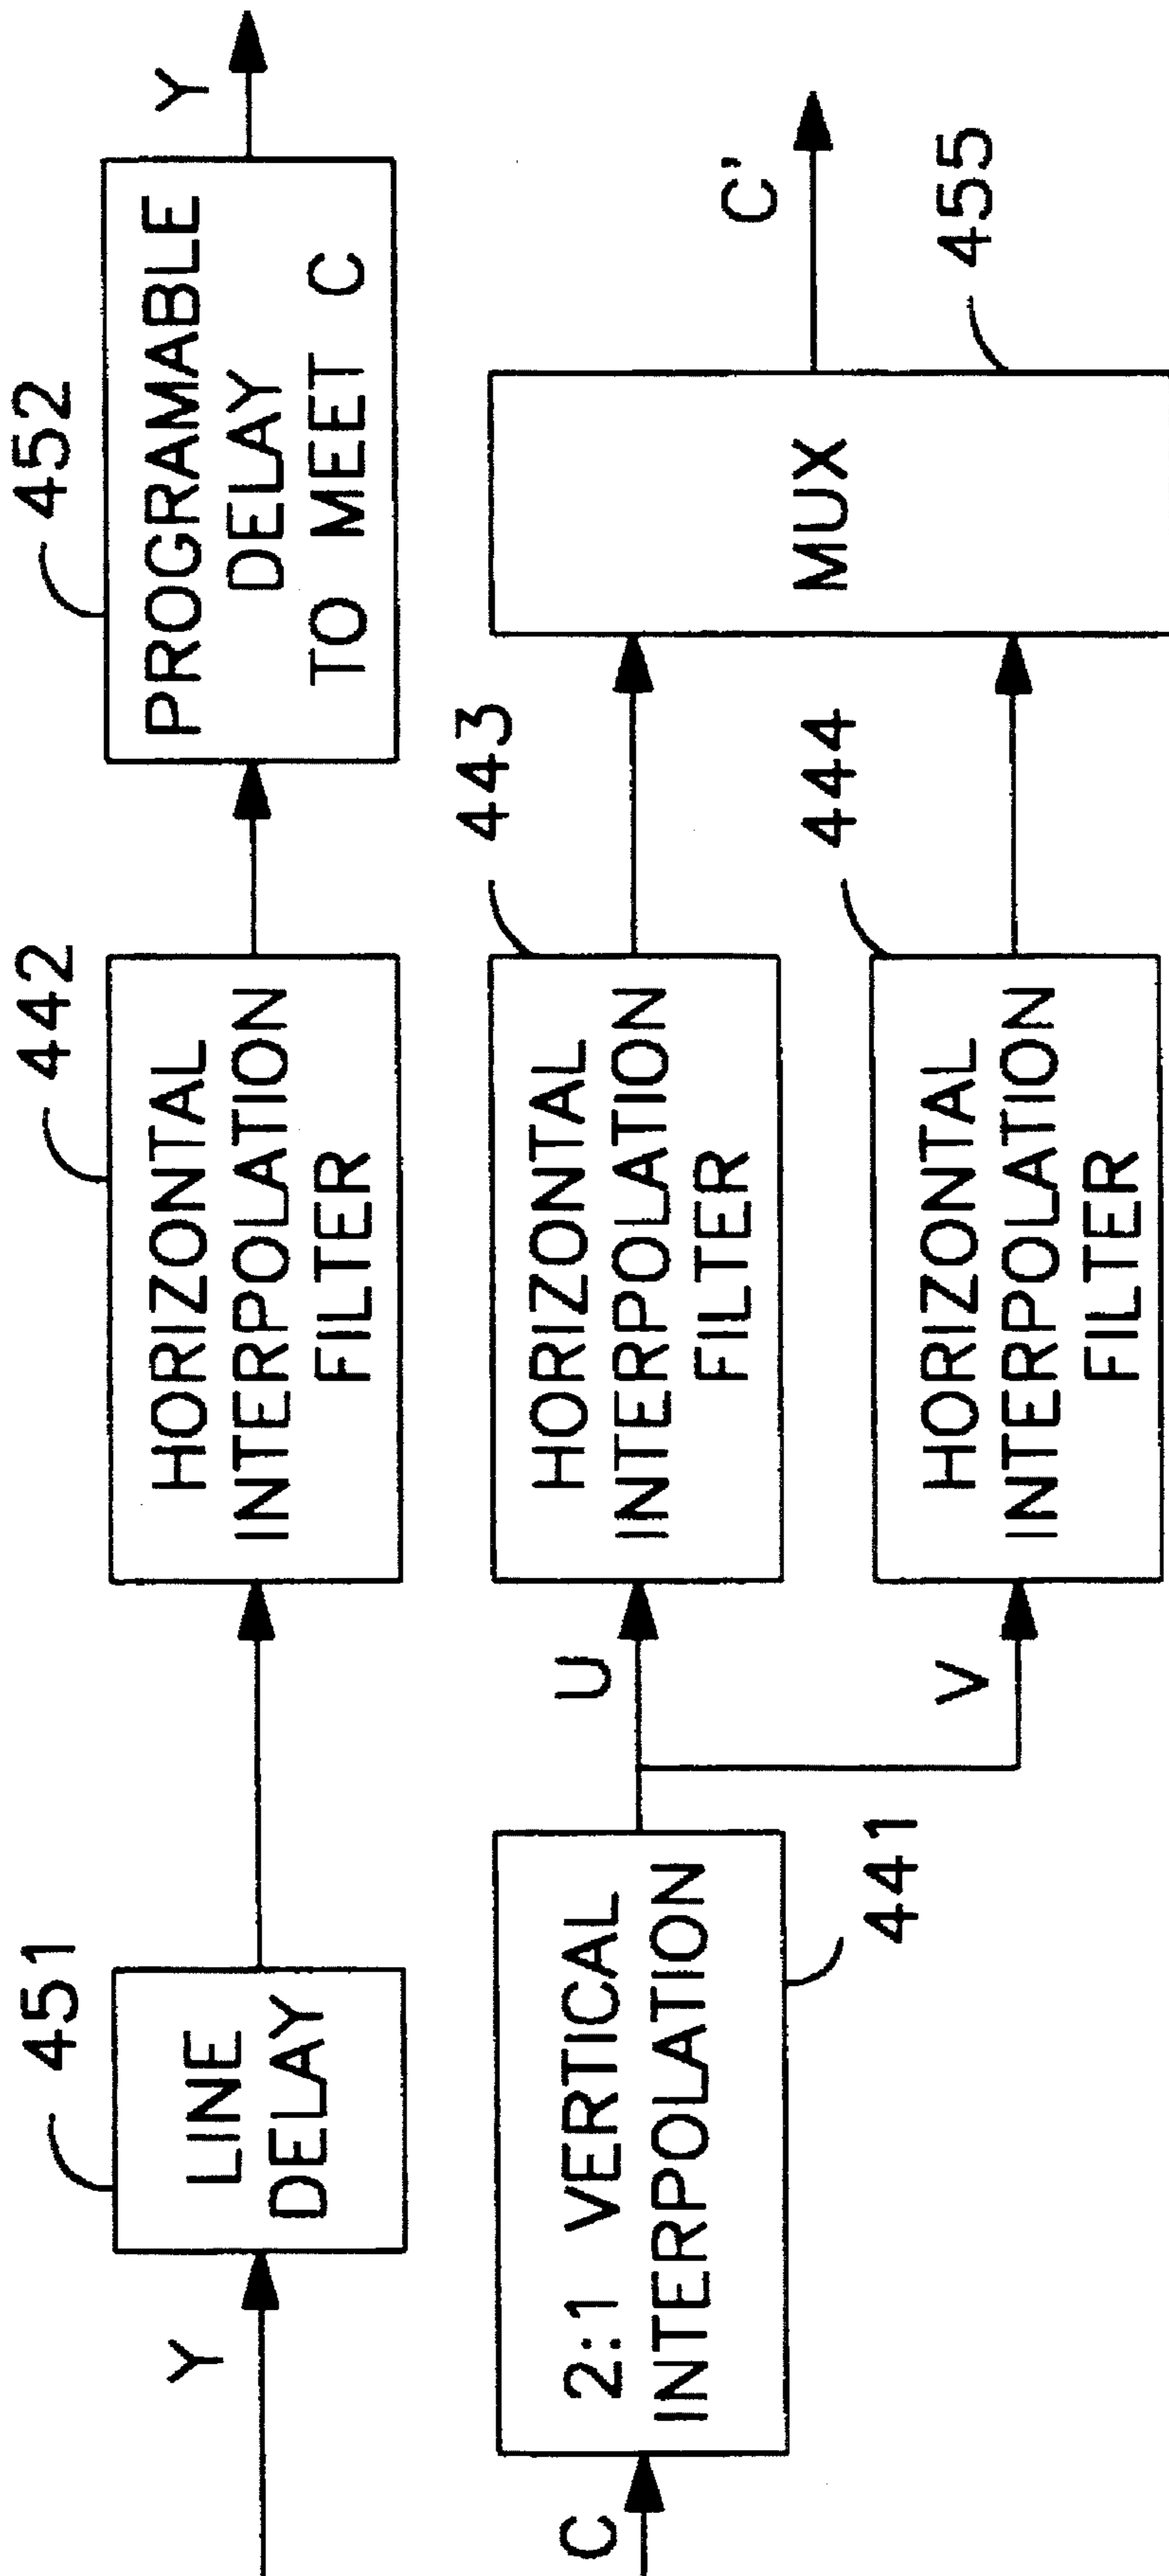 Y
451
LINE
DELAY
442
HORIZONTAL
INTERPOLATION
FILTER
452
PROGRAMABLE
DELAY
TO MEET C
Y
C
2:1 VERTICAL
INTERPOLATION
441
U
V
443
HORIZONTAL
INTERPOLATION
FILTER
444
HORIZONTAL
INTERPOLATION
FILTER
MUX
455
C'